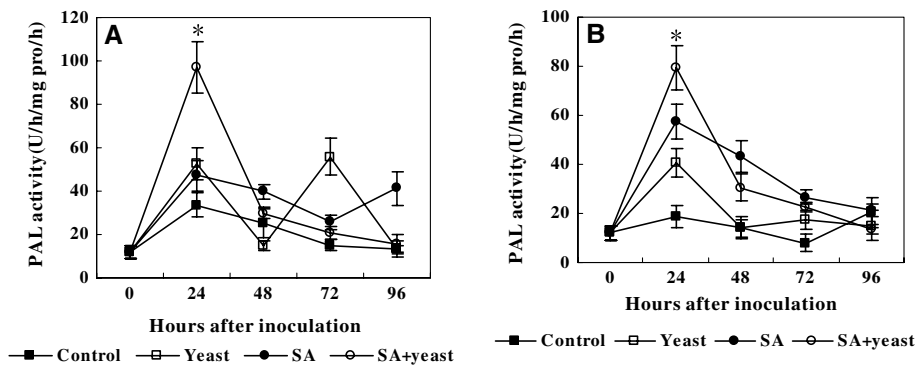 A
*
PAL activity(U/h/mg pro/h)
120
100
80
60
40
20
0
0 24 48 72 96
Hours after inoculation
Control Yeast SA SA+yeast
B
*
PAL activity(U/h/mg pro/h)
100
80
60
40
20
0
0 24 48 72 96
Hours after inoculation
Control Yeast SA SA+yeast